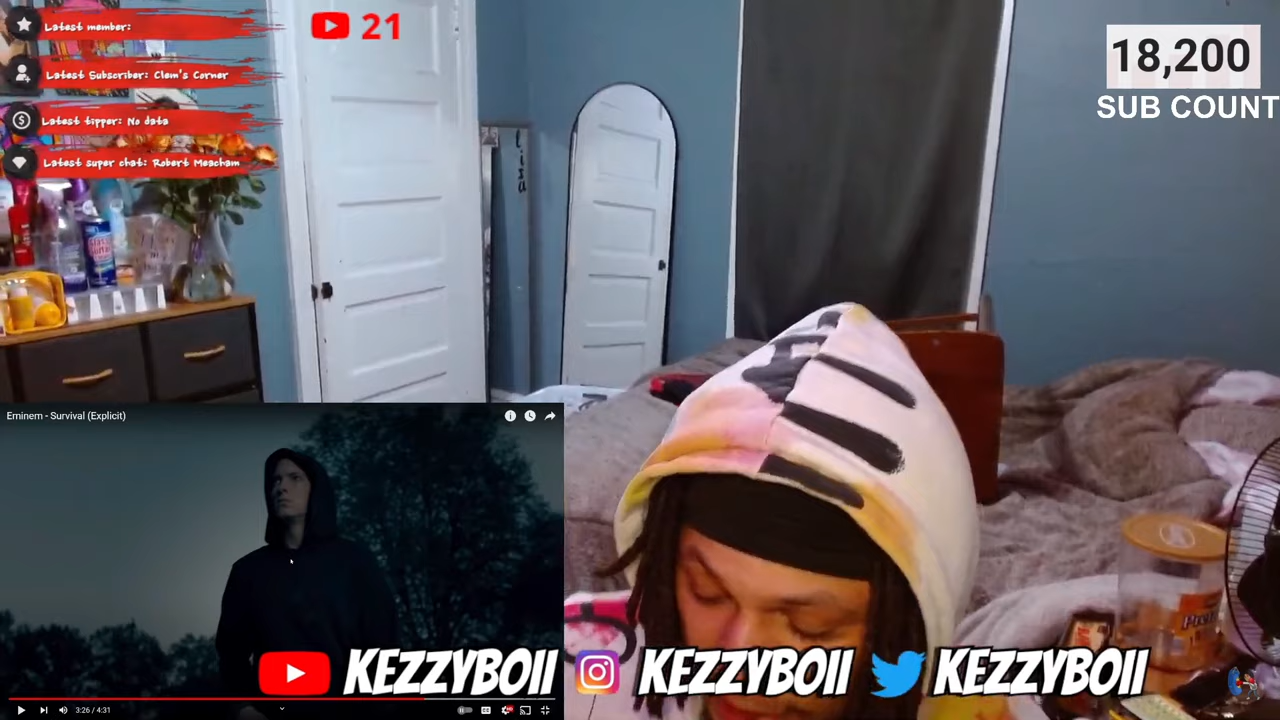 Latest member:
Latest Subscriber: Clem's Corner
Latest tipper: No data
Latest super chat: Robert Meacham
21
18,200
SUB COUNT
Eminem - Survival (Explicit)
3:26 / 4:31
KEZZYBOII
KEZZYBOII
KEZZYBOII